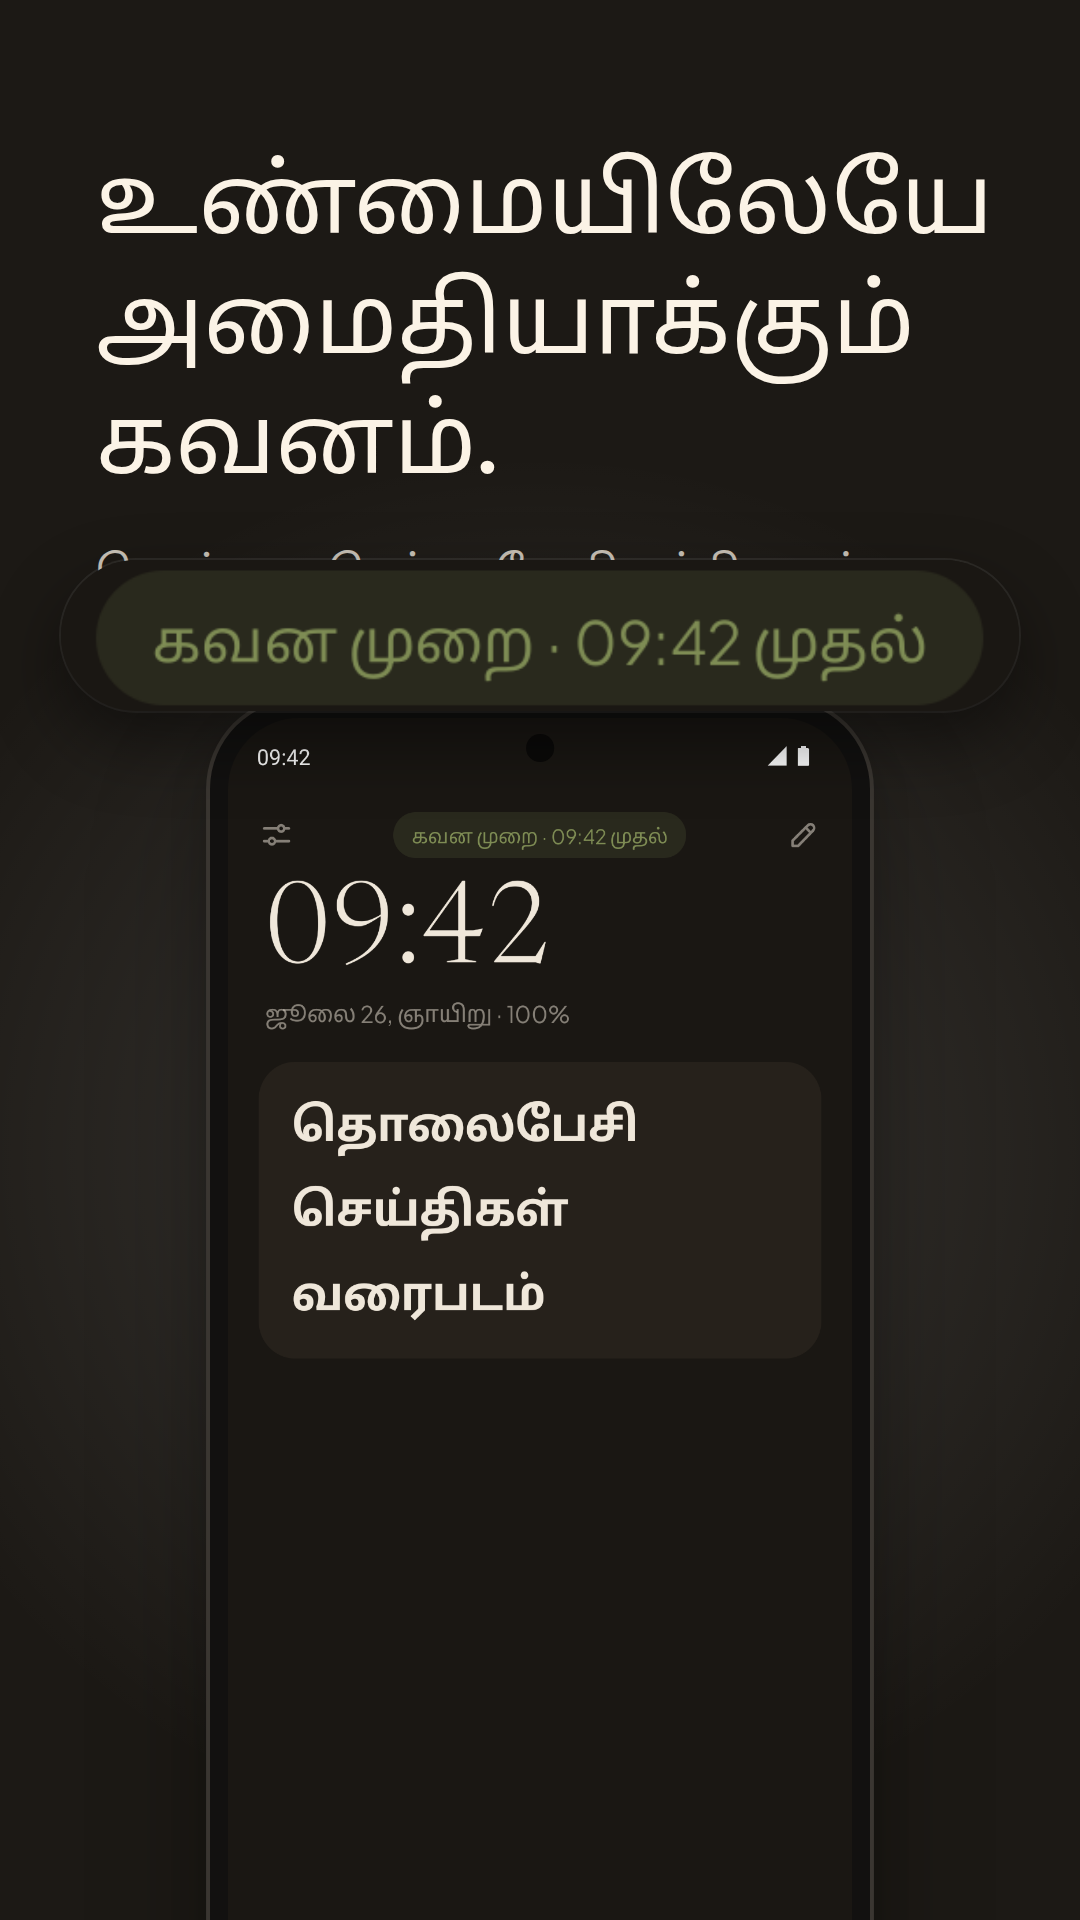 உண்மையிலேயே
அமைதியாக்கும்
கவனம்.
கவன முறை · 09:42 முதல்
09:42
கவன முறை · 09:42 முதல்
09:42
ஜூலை 26, ஞாயிறு · 100%
தொலைபேசி
செய்திகள்
வரைபடம்